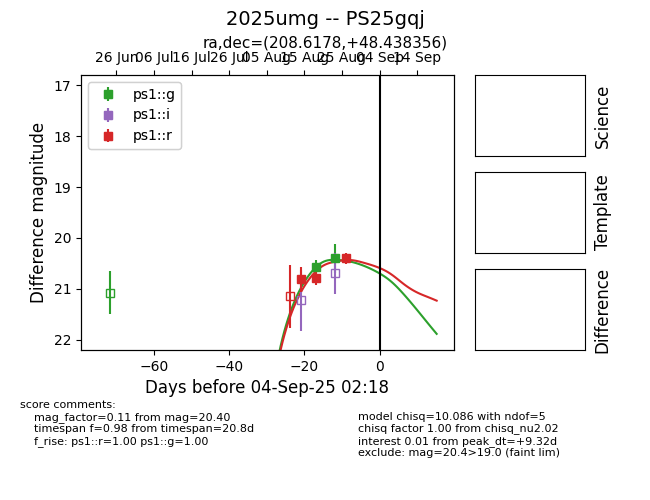 2025umg -- PS25gqj
ra,dec=(208.6178,+48.438356)
26 Jun 06 Jul 16 Jul 26 Jul 05 Aug 15 Aug 25 Aug 04 Sep 14 Sep
17
18
19
20
21
22
Difference magnitude
ps1::g
ps1::i
ps1::r
−60 −40 −20 0
Days before 04-Sep-25 02:18
Science
Template
Difference
score comments:
mag_factor=0.11 from mag=20.40
timespan f=0.98 from timespan=20.8d
f_rise: ps1::r=1.00 ps1::g=1.00
model chisq=10.086 with ndof=5
chisq factor 1.00 from chisq_nu2.02
interest 0.01 from peak_dt=+9.32d
exclude: mag=20.4>19.0 (faint lim)